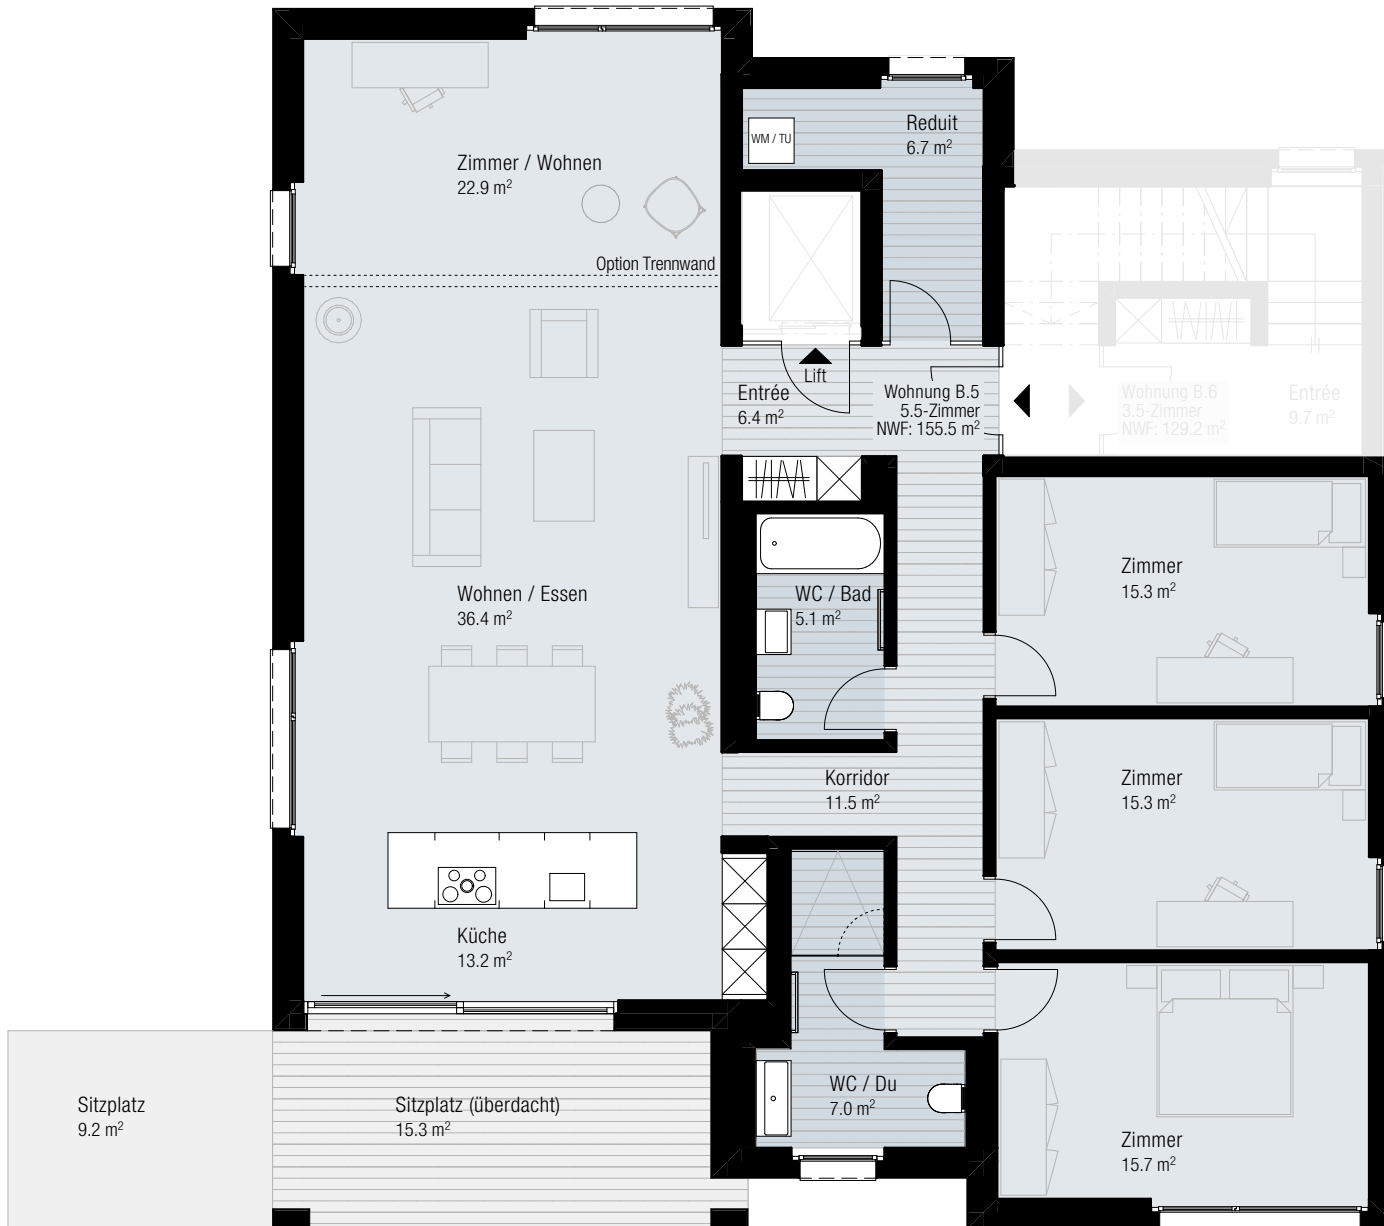 Reduit
6.7 m²
WM / TU
Zimmer / Wohnen
22.9 m²
Option Trennwand
Lift
Entrée
6.4 m²
Wohnung B.5
5.5-Zimmer
NWF: 155.5 m²
Wohnung B.6
3.5-Zimmer
NWF: 129.2 m²
Entrée
9.7 m²
Wohnen / Essen
36.4 m²
WC / Bad
5.1 m²
Zimmer
15.3 m²
Korridor
11.5 m²
Zimmer
15.3 m²
Küche
13.2 m²
WC / Du
7.0 m²
Zimmer
15.7 m²
Sitzplatz
9.2 m²
Sitzplatz (überdacht)
15.3 m²